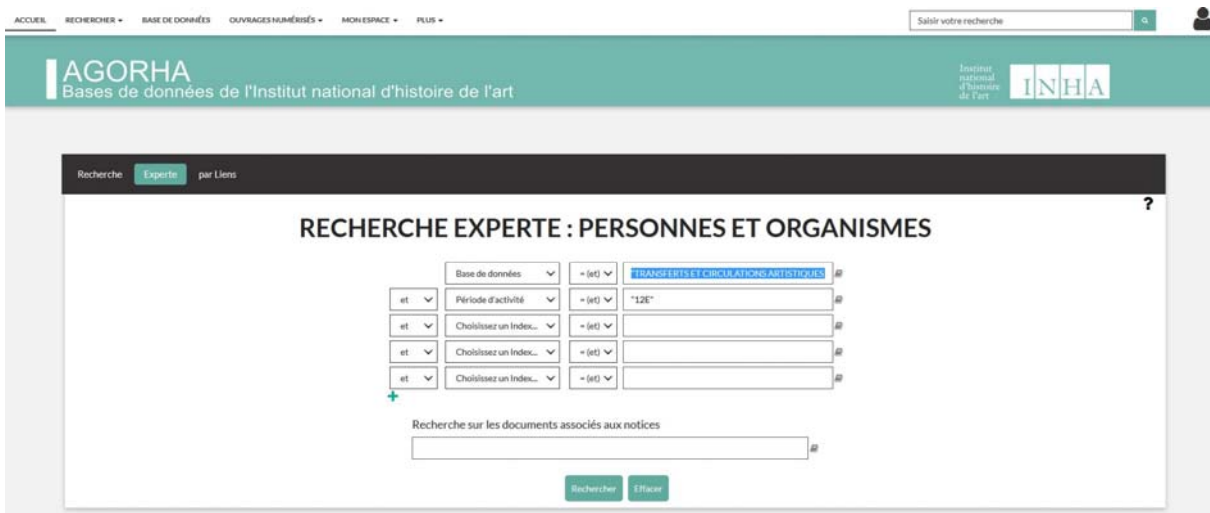 ACCUEIL RECHERCHER BASE DE DONNÉES OUVRAGES NUMÉRISÉS MON ESPACE PLUS Saisir votre recherche
AGORHA
Bases de données de l'Institut national d'histoire de l'art
Institut
national
d'histoire
de l'art
INHA
Recherche Experte par Liens
?
RECHERCHE EXPERTE : PERSONNES ET ORGANISMES
Base de données = (et) "TRANSFERTS ET CIRCULATIONS ARTISTIQUES
et Période d'activité = (et) "12E"
et Choisissez un Index... = (et)
et Choisissez un Index... = (et)
et Choisissez un Index... = (et)
+
Recherche sur les documents associés aux notices
Rechercher Effacer